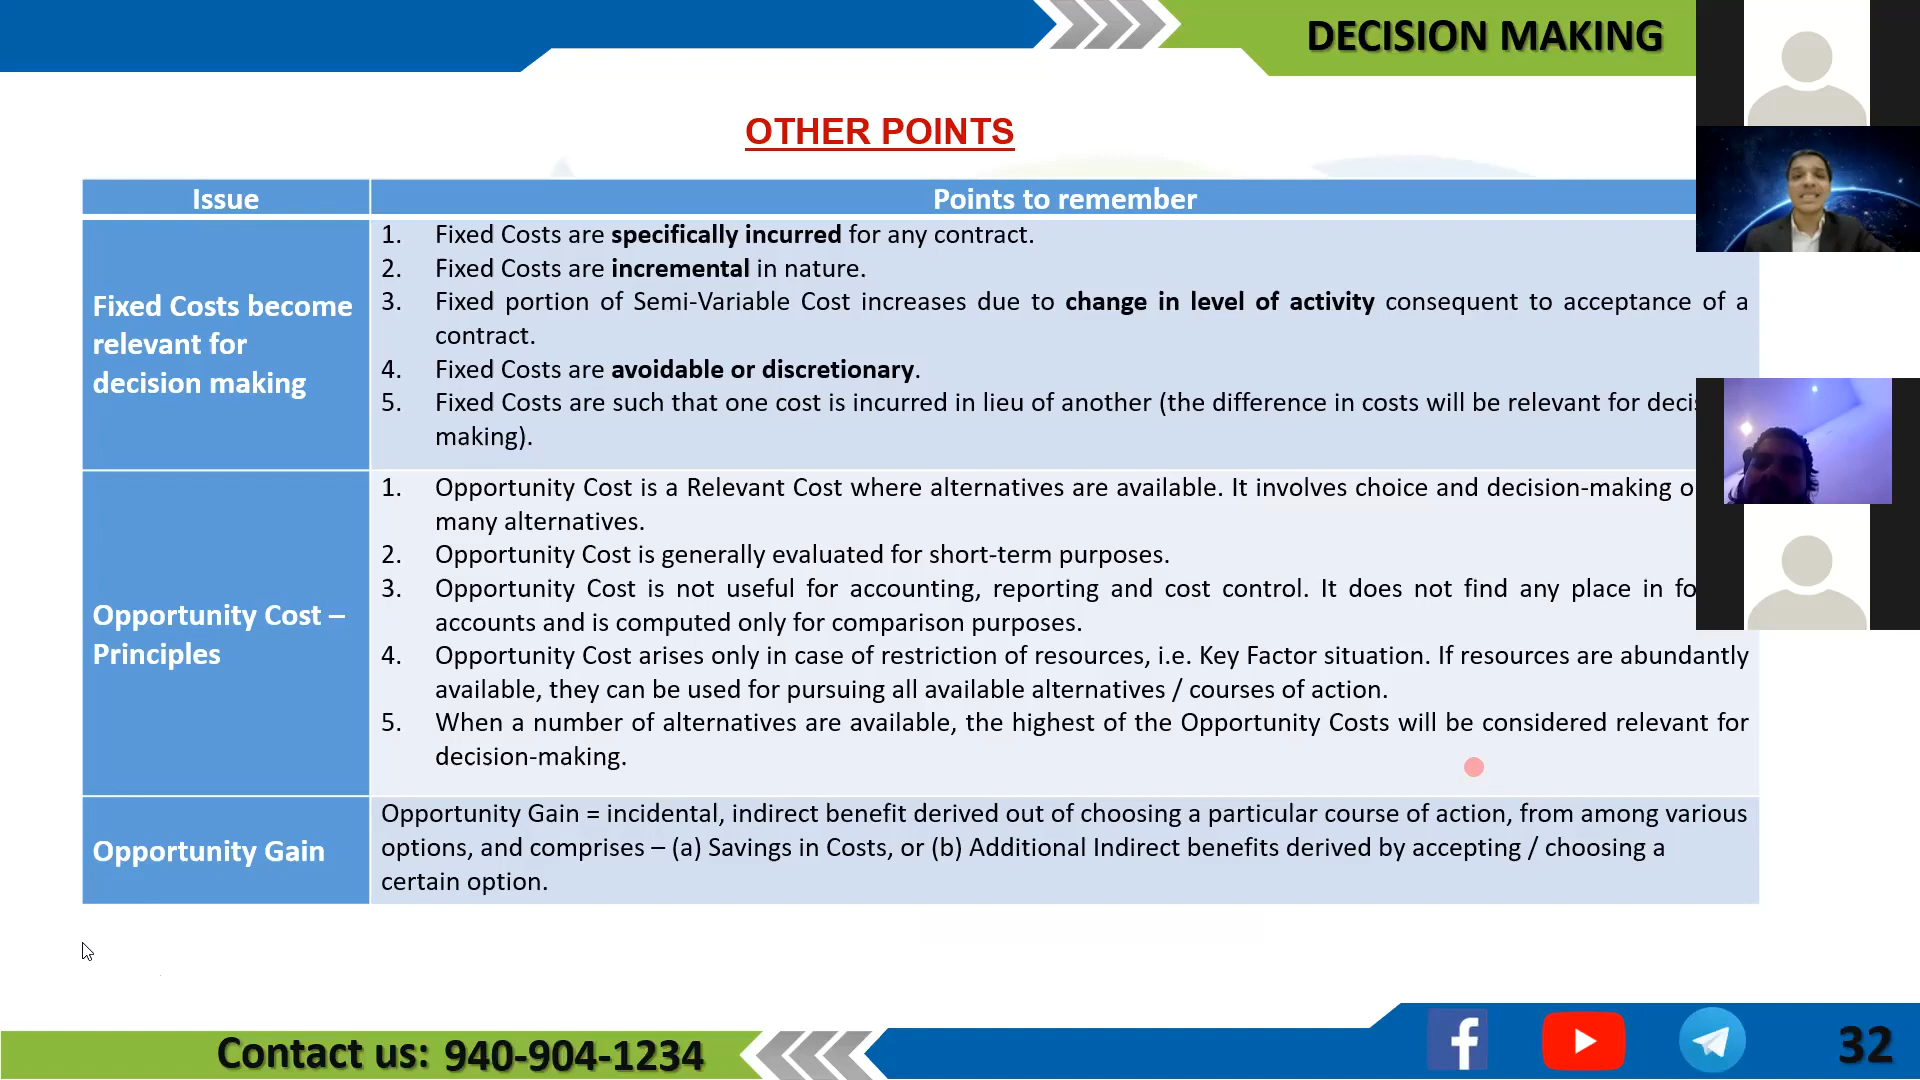 DECISION MAKING
OTHER POINTS
Issue
Points to remember
Fixed Costs become
relevant for
decision making
1. Fixed Costs are specifically incurred for any contract.
2. Fixed Costs are incremental in nature.
3. Fixed portion of Semi-Variable Cost increases due to change in level of activity consequent to acceptance of a
contract.
4. Fixed Costs are avoidable or discretionary.
5. Fixed Costs are such that one cost is incurred in lieu of another (the difference in costs will be relevant for
making).
Opportunity Cost –
Principles
1. Opportunity Cost is a Relevant Cost where alternatives are available. It involves choice and decision-making
many alternatives.
2. Opportunity Cost is generally evaluated for short-term purposes.
3. Opportunity Cost is not useful for accounting, reporting and cost control. It does not find any place in
accounts and is computed only for comparison purposes.
4. Opportunity Cost arises only in case of restriction of resources, i.e. Key Factor situation. If resources are abundantly
available, they can be used for pursuing all available alternatives / courses of action.
5. When a number of alternatives are available, the highest of the Opportunity Costs will be considered relevant for
decision-making.
Opportunity Gain
Opportunity Gain = incidental, indirect benefit derived out of choosing a particular course of action, from among various
options, and comprises – (a) Savings in Costs, or (b) Additional Indirect benefits derived by accepting / choosing a
certain option.
Contact us: 940-904-1234
32